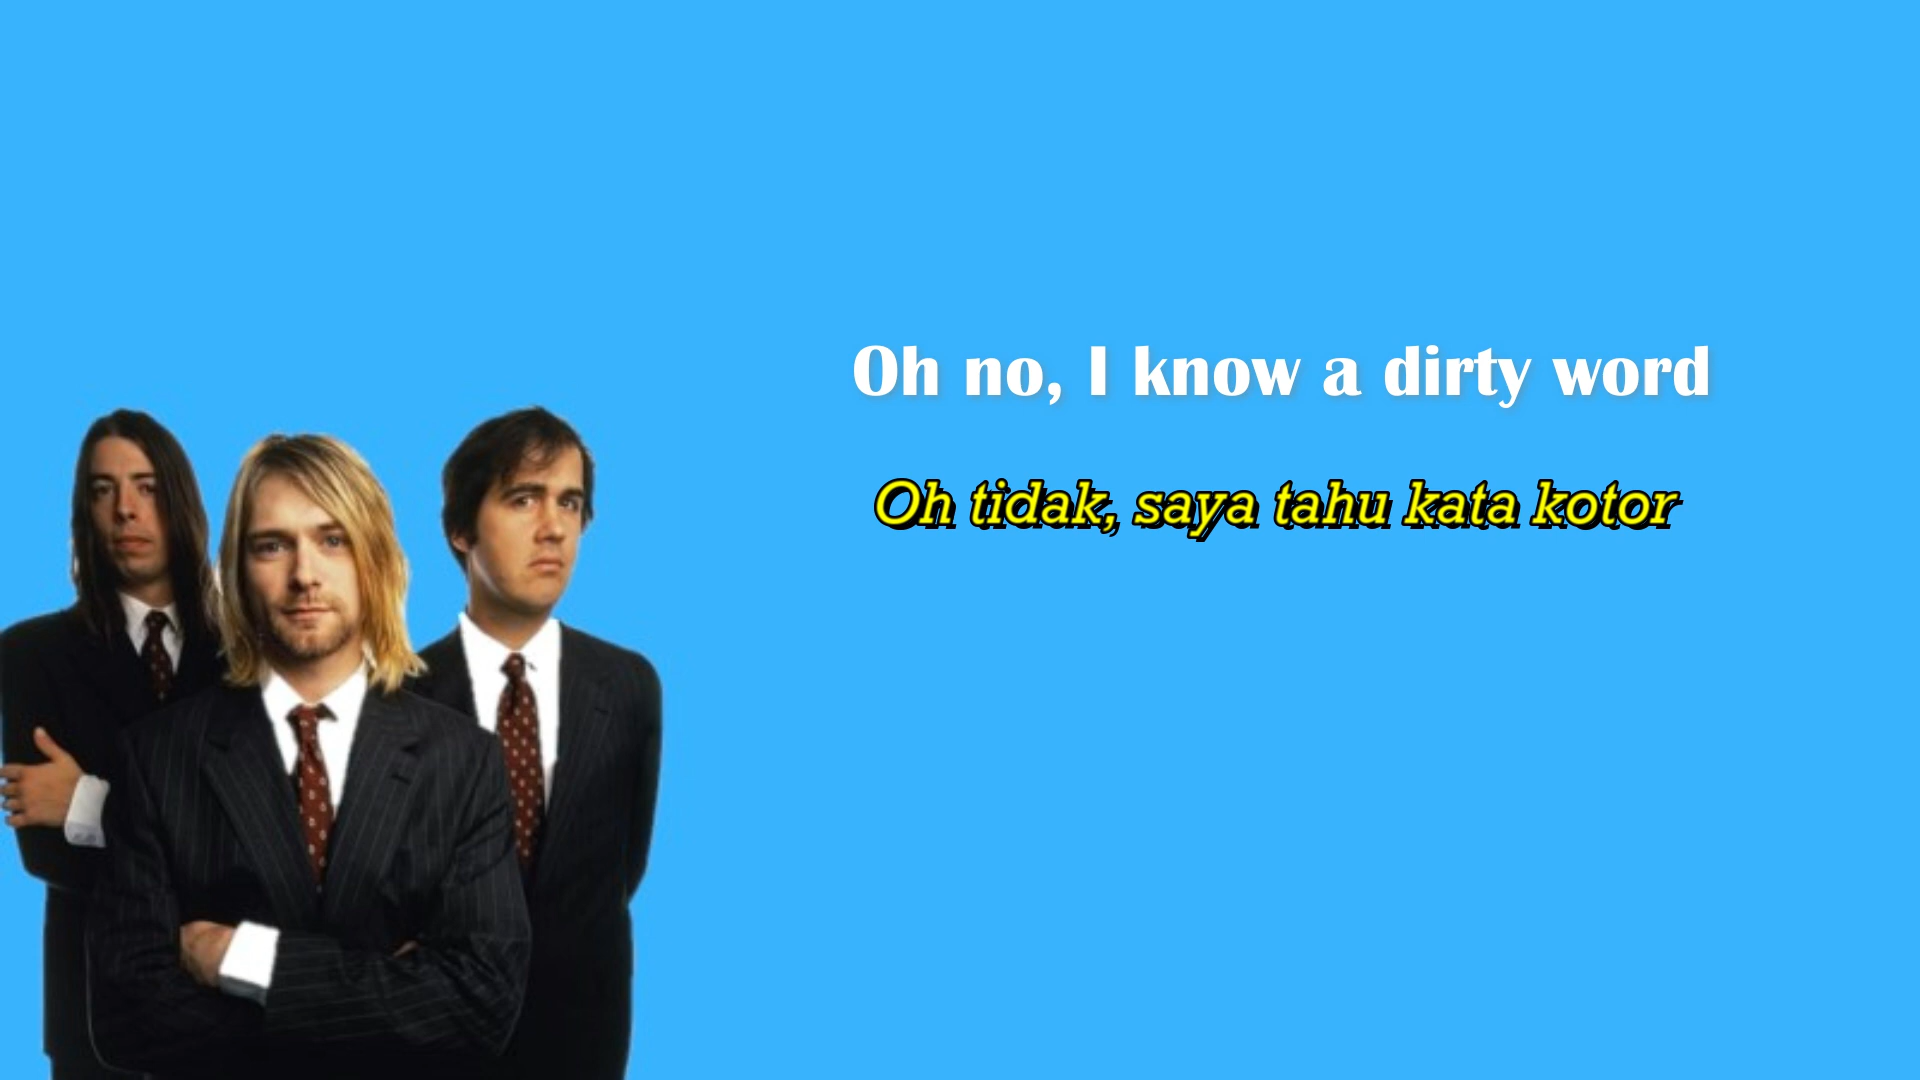 Oh no, I know a dirty word
Oh tidak, saya tahu kata kotor